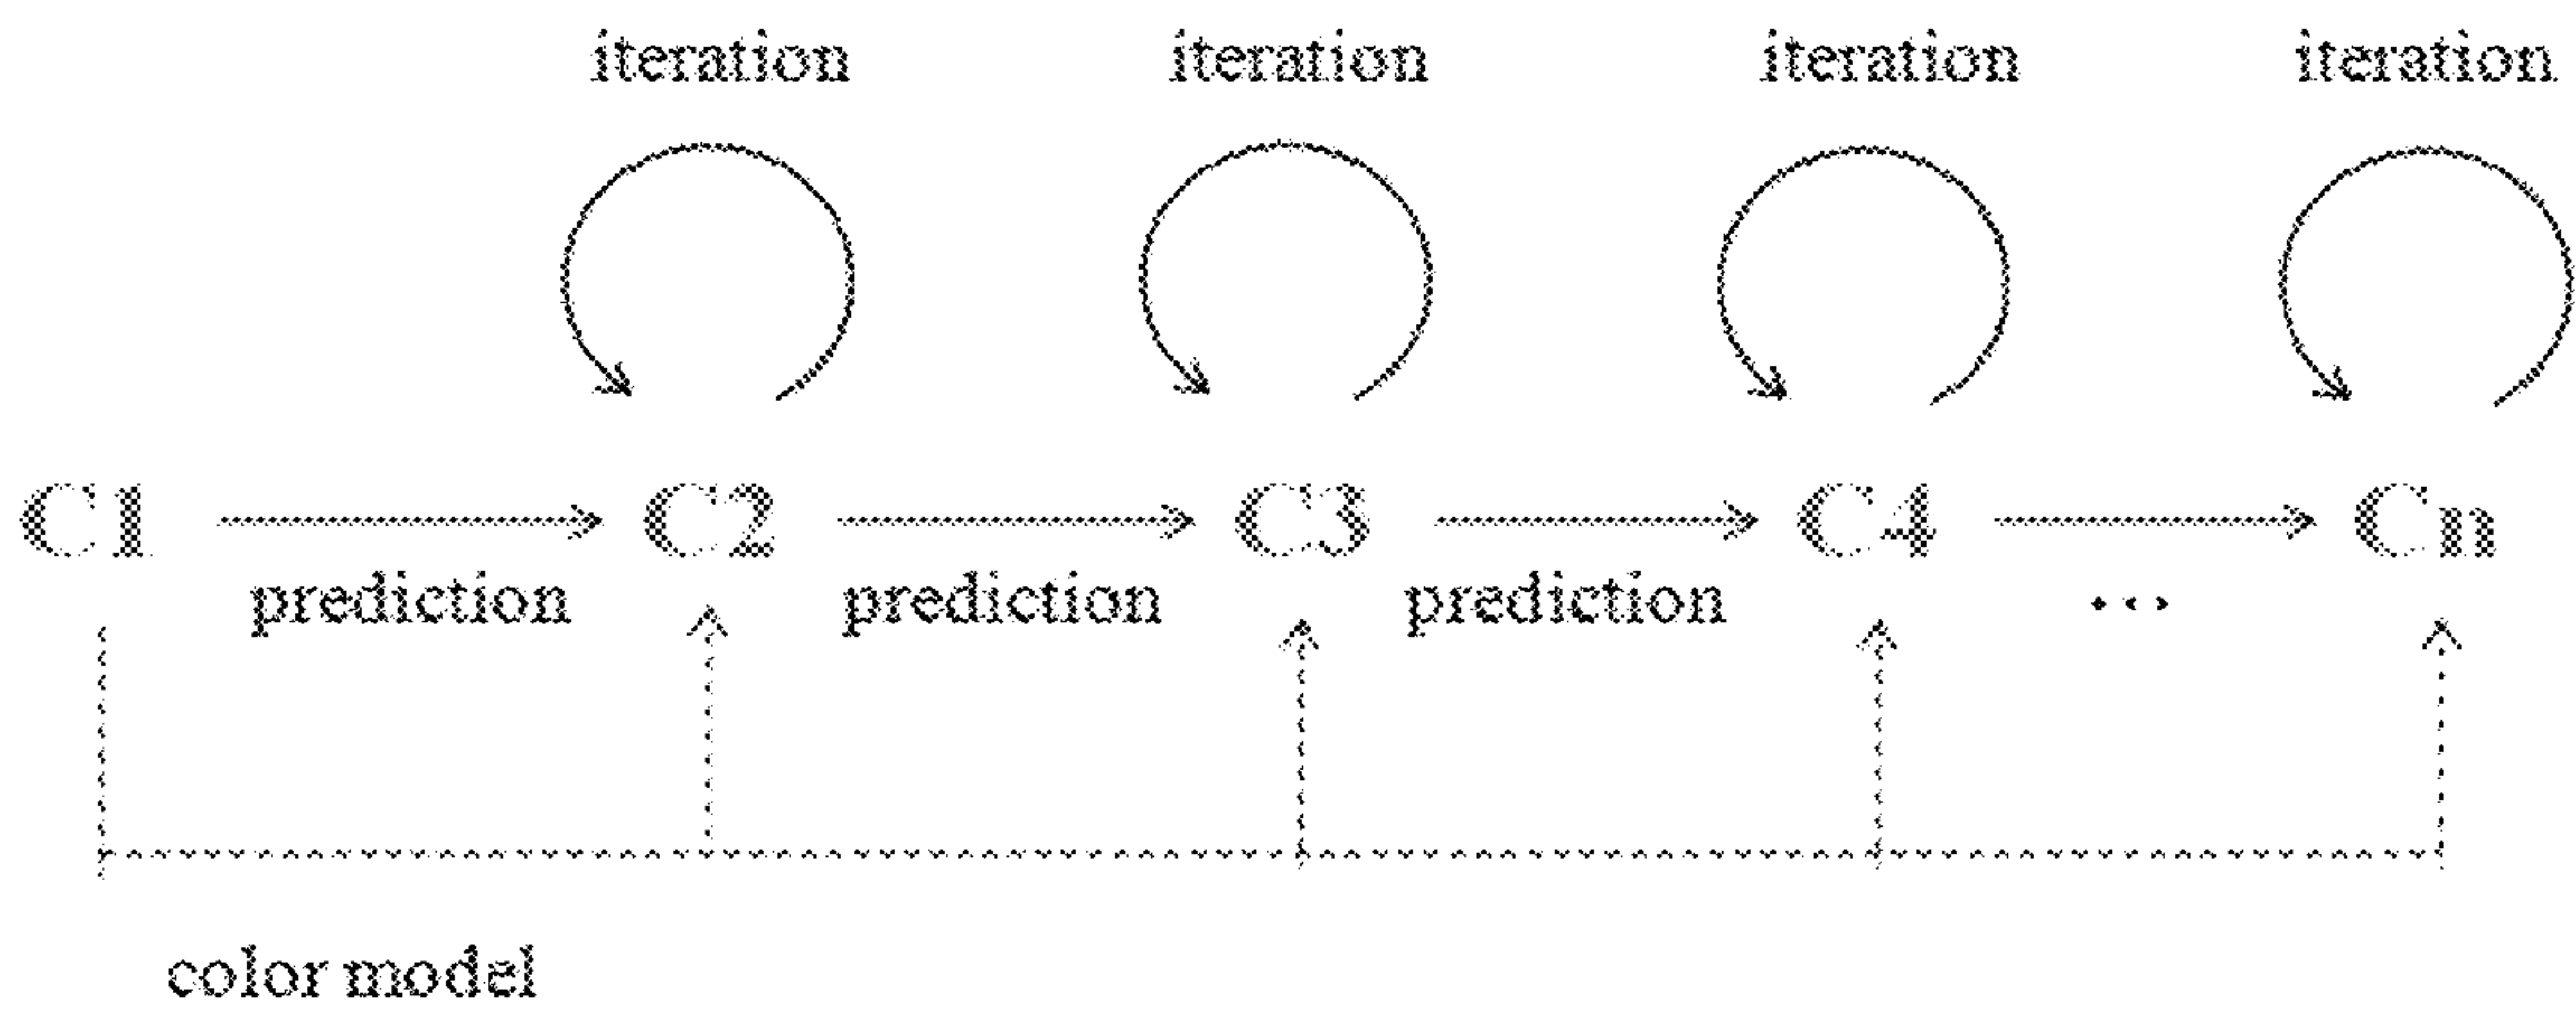 iteration iteration iteration iteration
C1 C2 C3 C4 Cn
prediction prediction prediction ...
color model